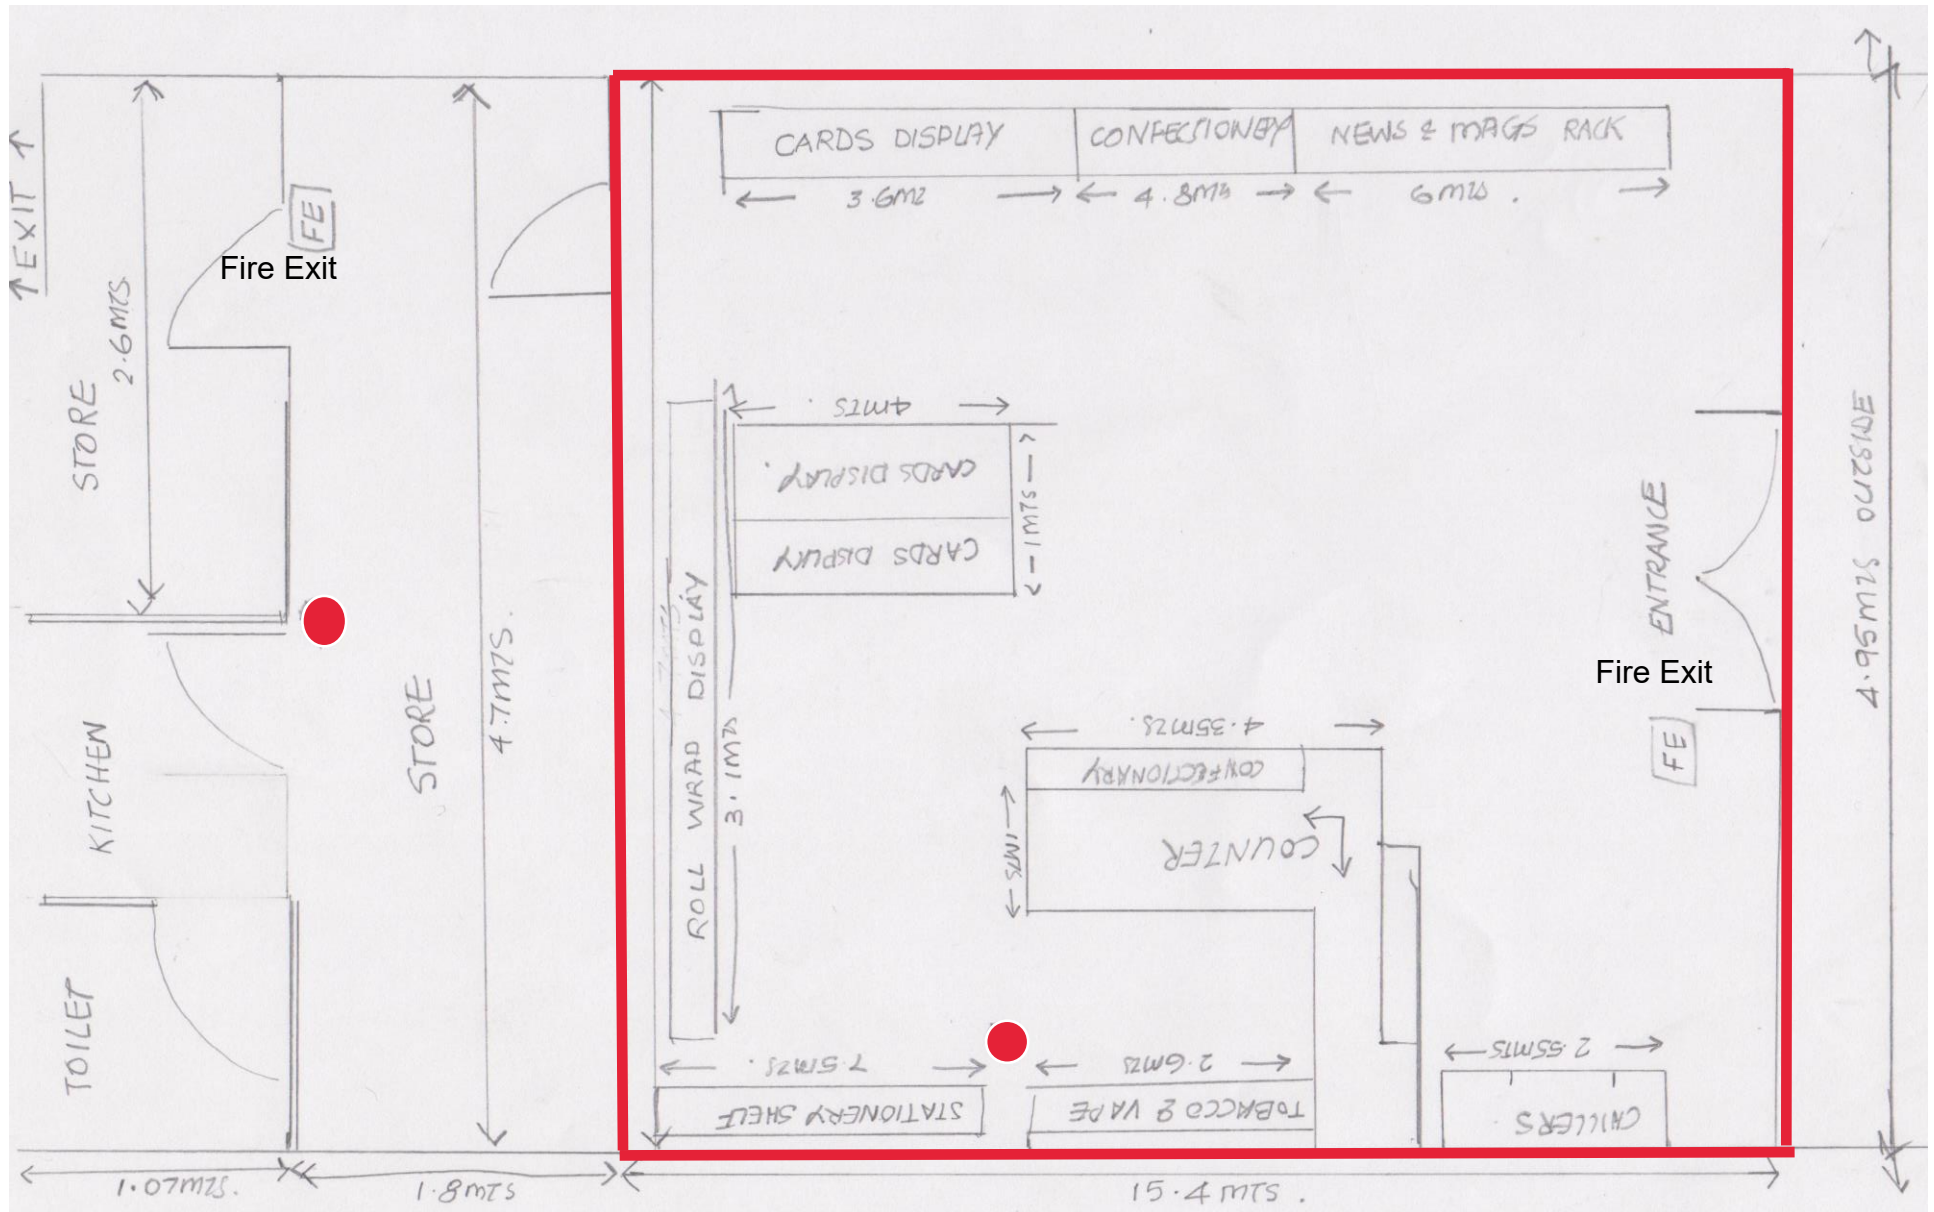 CARDS DISPLAY
CONFECTIONERY
NEWS & MAGS RACK
3.6MTS
4.8MTS
6MTS.
↑ EXIT ↑
FE
Fire Exit
2.6MTS
STORE
4MTS
CARDS DISPLAY.
CARDS DISPLAY
1MTS
ROLL WRAP DISPLAY
3.1MTS
ENTRANCE
4.95MTS OUTSIDE
Fire Exit
FE
KITCHEN
STORE
4.7MTS.
4.35MTS.
CONFECTIONARY
1MTS
COUNTER
TOILET
7.5MTS.
2.6MTS
2.55MTS
STATIONERY SHELF
TOBACCO & VAPE
CHILLERS
1.07MTS.
1.8MTS
15.4MTS.